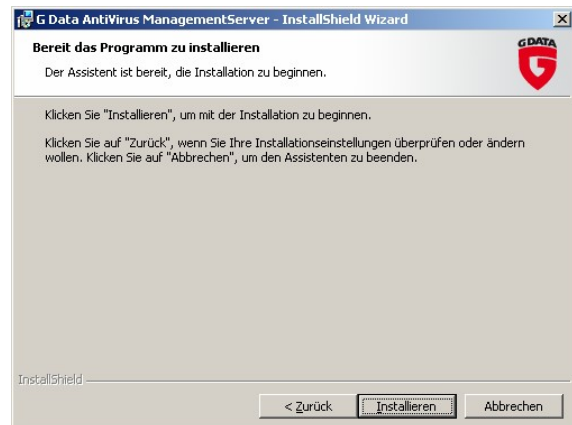 G Data AntiVirus ManagementServer - InstallShield Wizard
Bereit das Programm zu installieren
Der Assistent ist bereit, die Installation zu beginnen.
GDATA
Klicken Sie "Installieren", um mit der Installation zu beginnen.
Klicken Sie auf "Zurück", wenn Sie Ihre Installationseinstellungen überprüfen oder ändern
wollen. Klicken Sie auf "Abbrechen", um den Assistenten zu beenden.
InstallShield
< Zurück Installieren Abbrechen